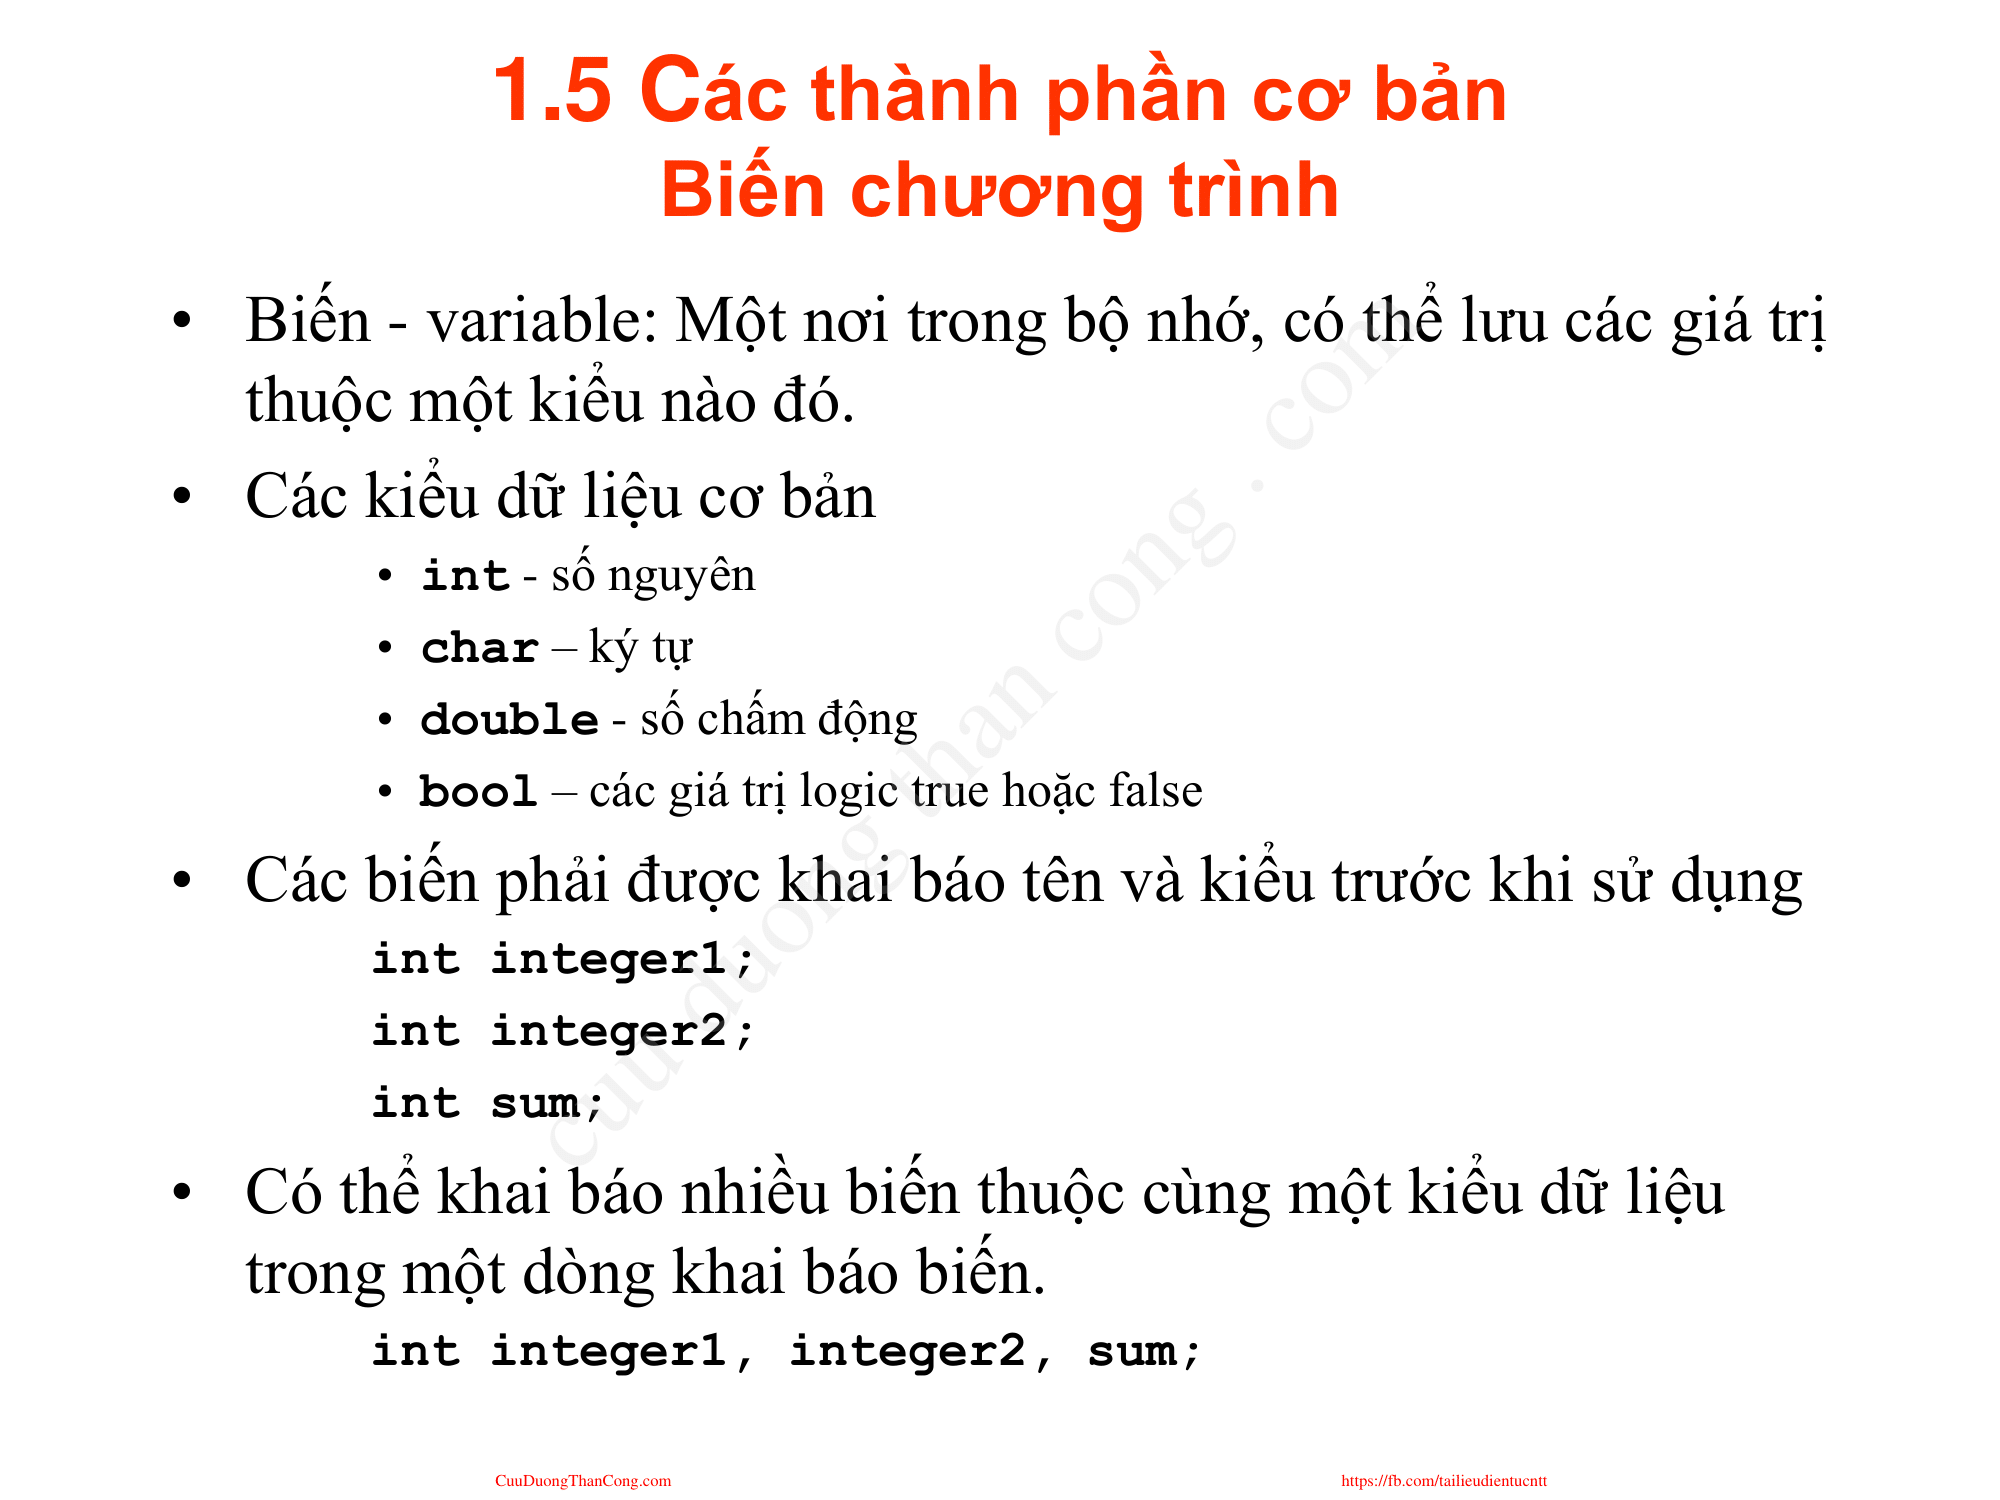 1.5 Các thành phần cơ bản
Biến chương trình
• Biến - variable: Một nơi trong bộ nhớ, có thể lưu các giá trị
thuộc một kiểu nào đó.
• Các kiểu dữ liệu cơ bản
• int - số nguyên
• char – ký tự
• double - số chấm động
• bool – các giá trị logic true hoặc false
• Các biến phải được khai báo tên và kiểu trước khi sử dụng
int integer1;
int integer2;
int sum;
• Có thể khai báo nhiều biến thuộc cùng một kiểu dữ liệu
trong một dòng khai báo biến.
int integer1, integer2, sum;
cuu duong than cong . com
CuuDuongThanCong.com
https://fb.com/tailieudientucntt